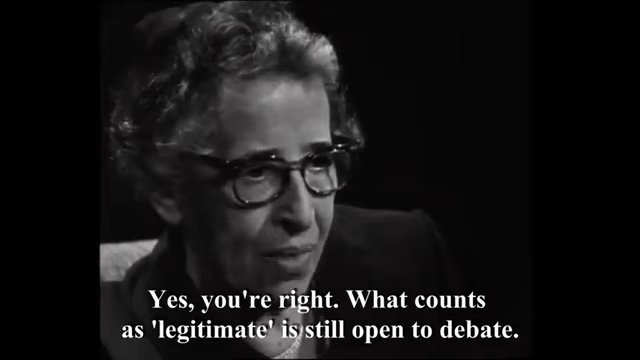 Yes, you're right. What counts
as 'legitimate' is still open to debate.